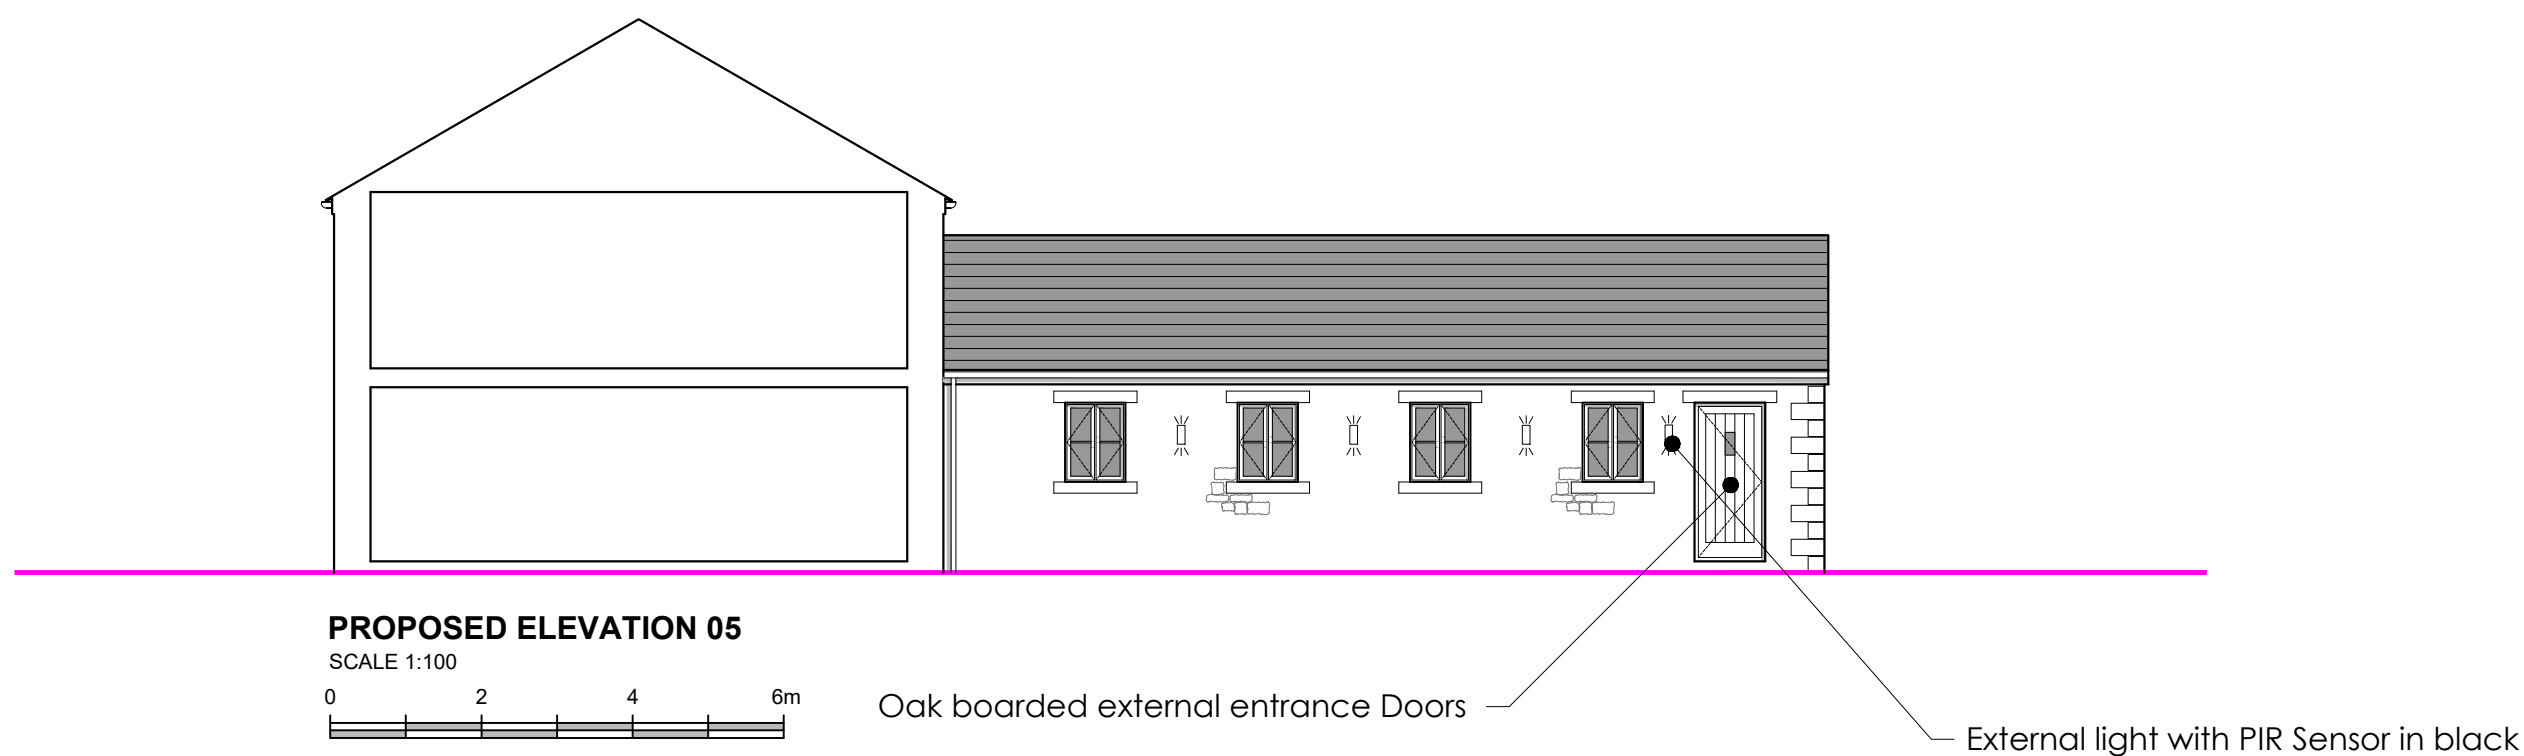 PROPOSED ELEVATION 05
SCALE 1:100
0 2 4 6m
Oak boarded external entrance Doors
External light with PIR Sensor in black